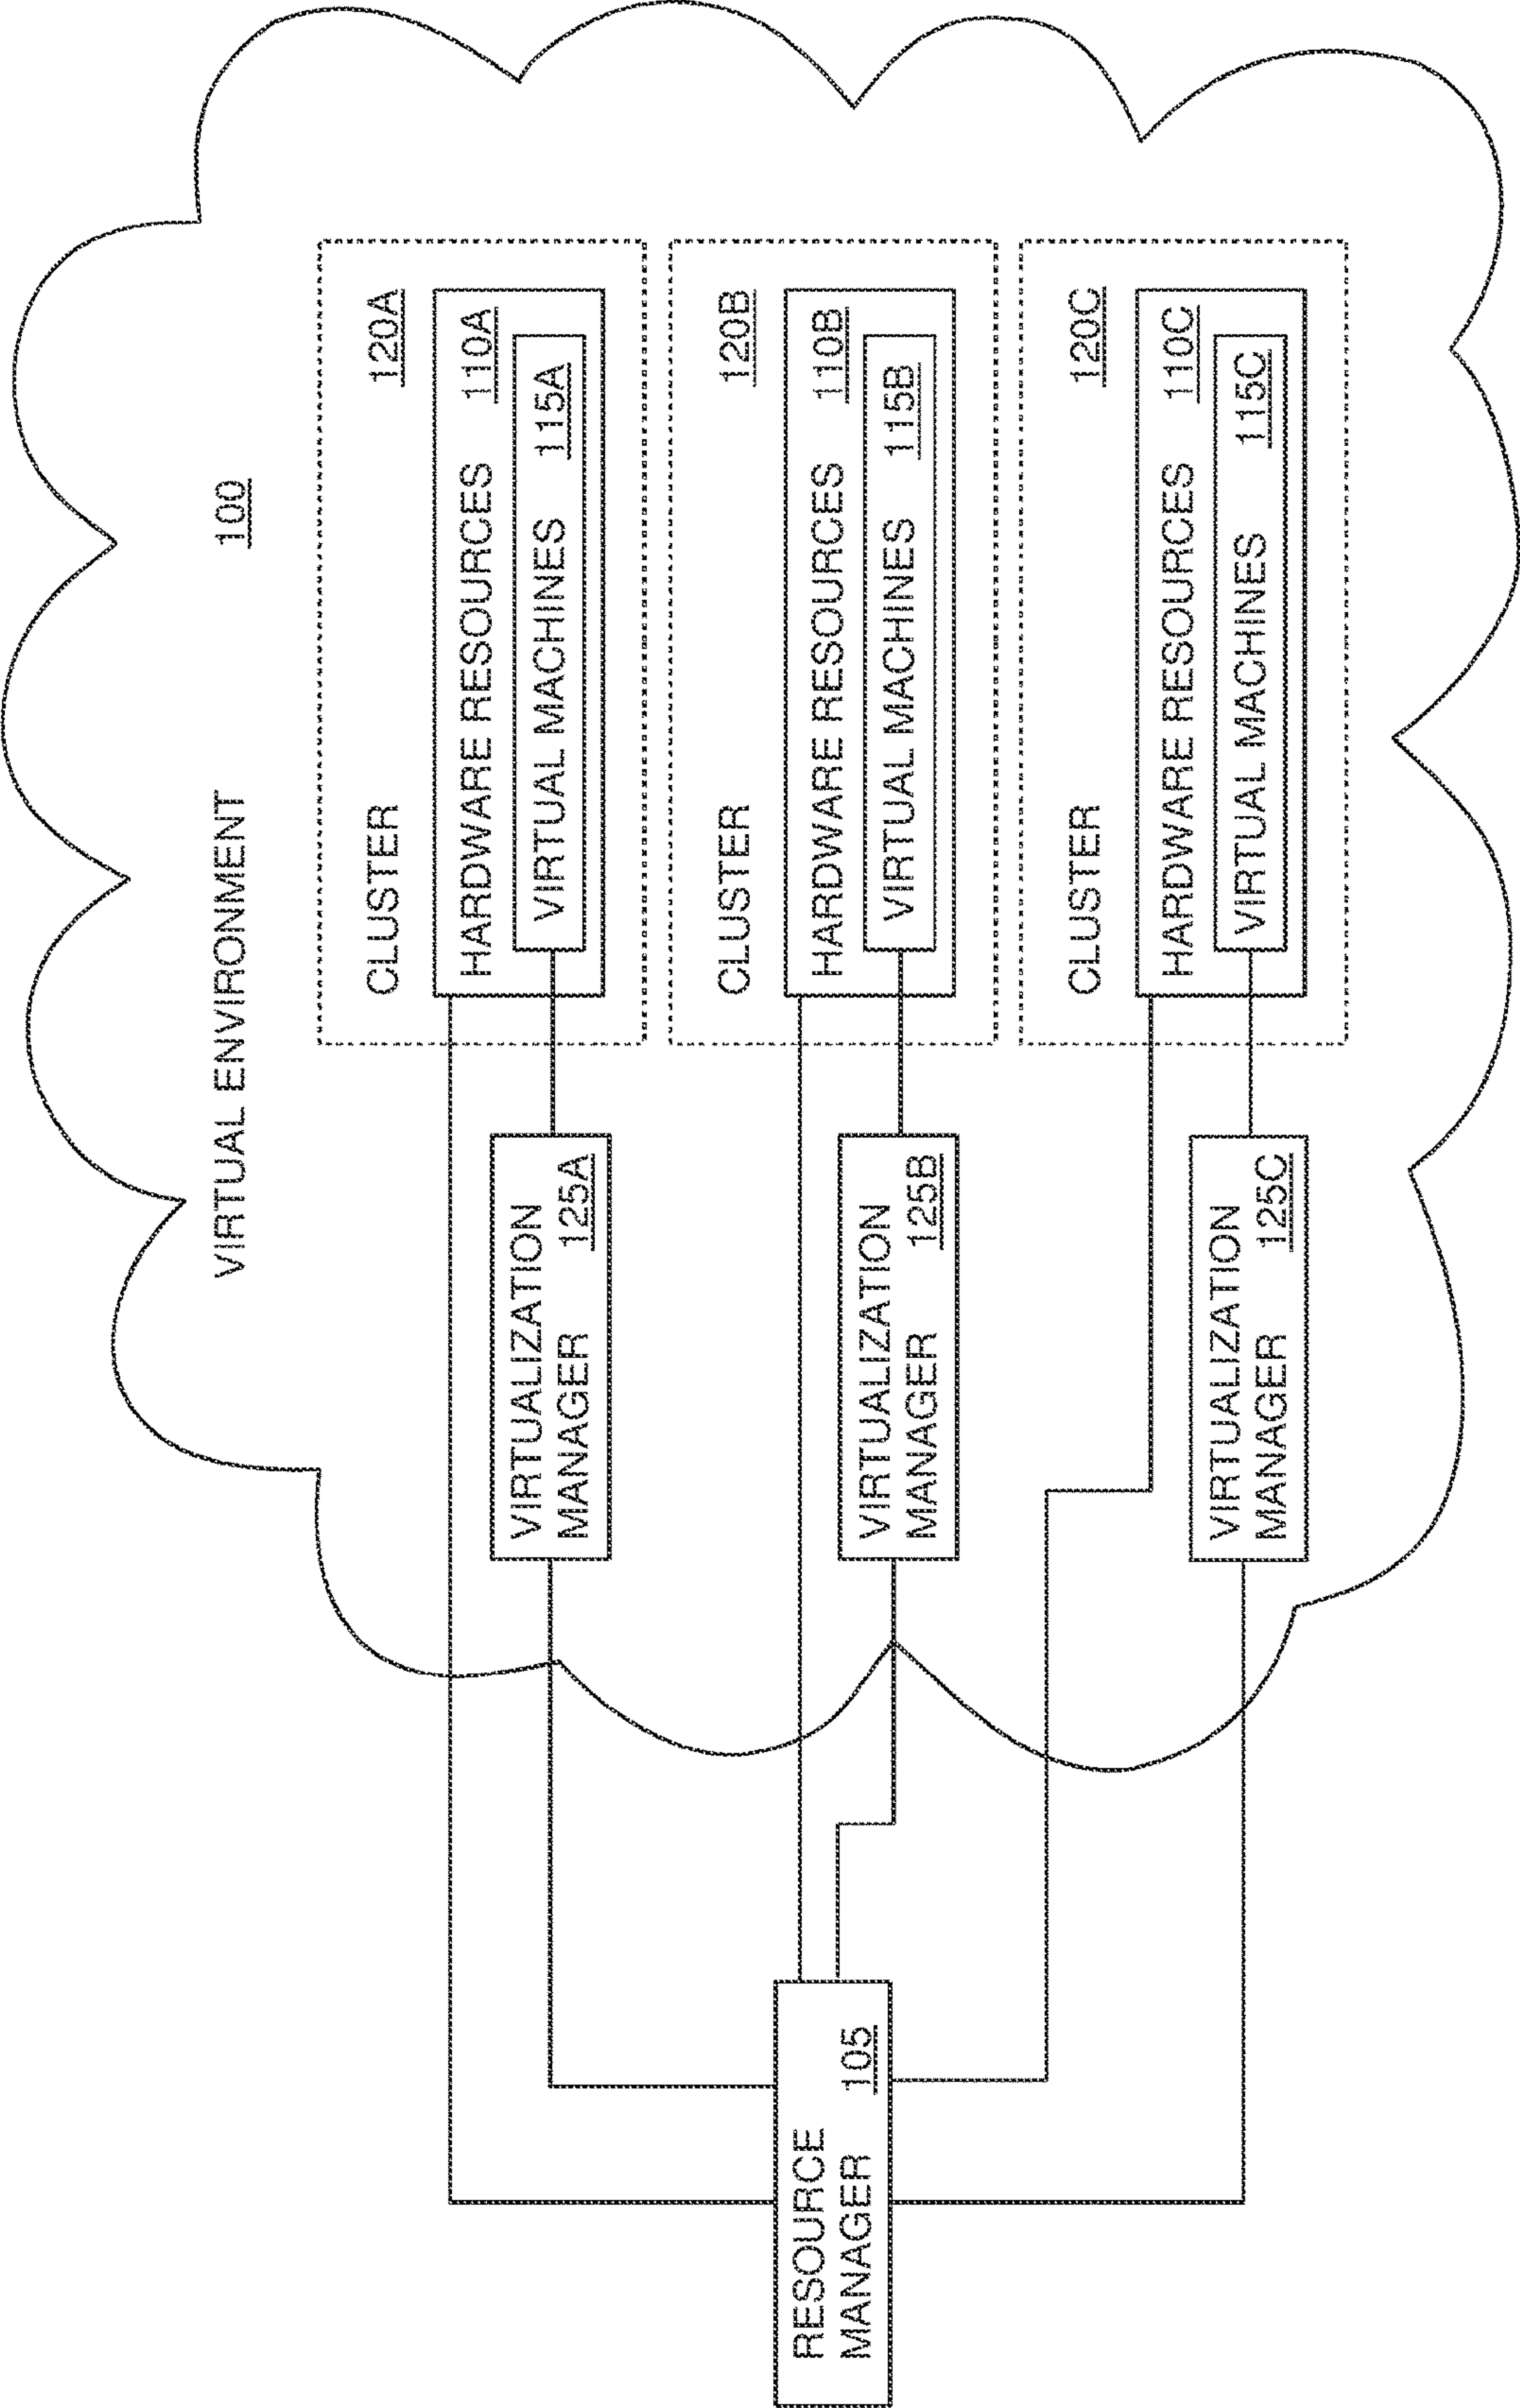 VIRTUAL ENVIRONMENT 100
CLUSTER 120A
HARDWARE RESOURCES 110A
VIRTUAL MACHINES 115A
VIRTUALIZATION
MANAGER 125A
CLUSTER 120B
HARDWARE RESOURCES 110B
VIRTUAL MACHINES 115B
VIRTUALIZATION
MANAGER 125B
RESOURCE
MANAGER 105
CLUSTER 120C
HARDWARE RESOURCES 110C
VIRTUAL MACHINES 115C
VIRTUALIZATION
MANAGER 125C